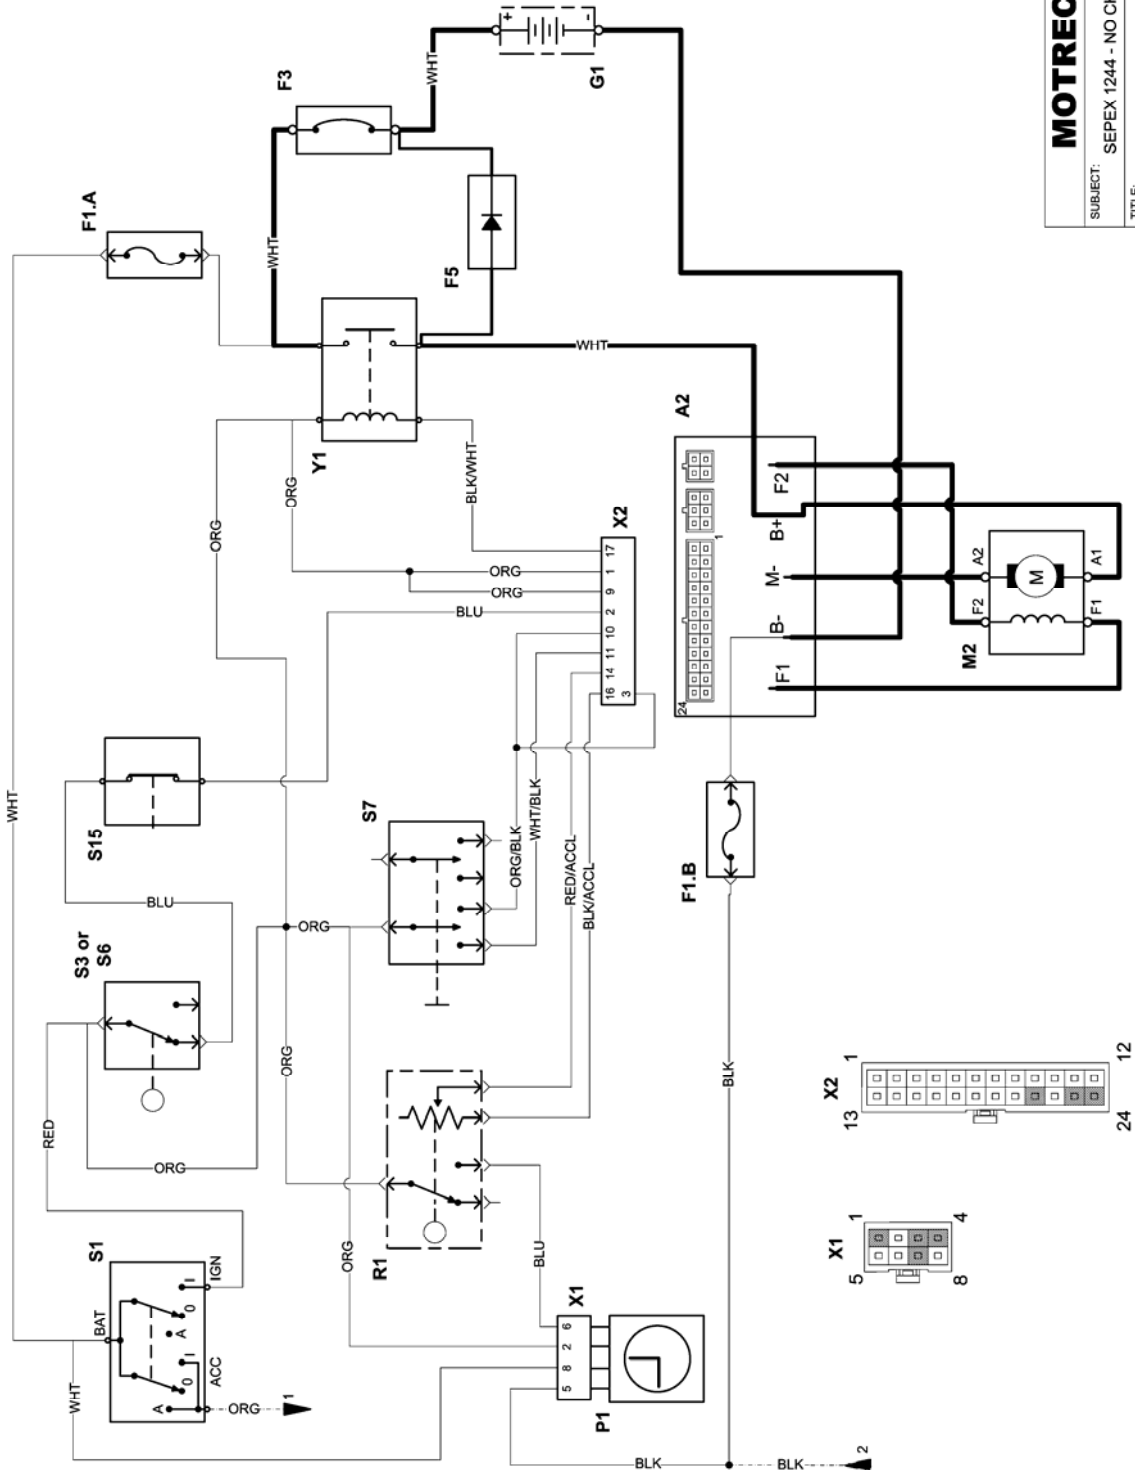 MOTREC
SUBJECT:
SEPEX 1244 - NO CH
TITLE:
G1
+
-
WHT
F3
F1.A
WHT
F5
WHT
Y1
ORG
ORG
BLK/WHT
X2
17
1
9
2
10
11
14
16
3
ORG
ORG
BLU
A2
1
24
F2
B+
M-
B-
F1
A2
A1
M
F2
F1
M2
WHT
S15
BLU
S3 or
S6
S7
ORG
ORG/BLK
WHT/BLK
RED/ACCL
BLK/ACCL
F1.B
RED
ORG
ORG
R1
ORG
BLU
BLK
S1
BAT
IGN
ACC
I
0
A
I
0
A
ORG
1
WHT
X1
6
2
8
5
P1
BLK
BLK
2
X1
1
4
5
8
X2
1
12
13
24